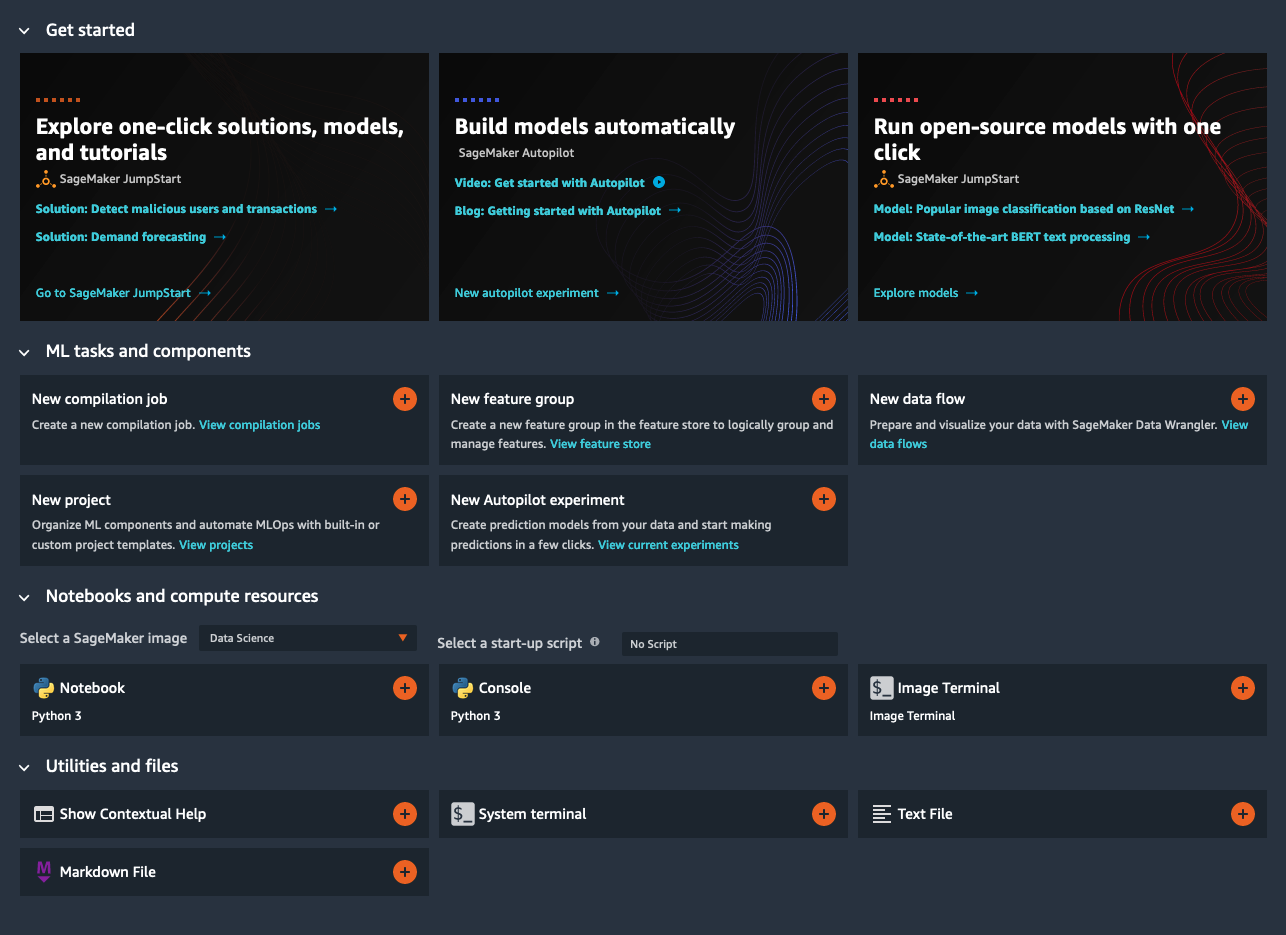 Get started
Explore one-click solutions, models,
and tutorials
SageMaker JumpStart
Solution: Detect malicious users and transactions →
Solution: Demand forecasting →
Go to SageMaker JumpStart →
Build models automatically
SageMaker Autopilot
Video: Get started with Autopilot
Blog: Getting started with Autopilot →
New autopilot experiment →
Run open-source models with one
click
SageMaker JumpStart
Model: Popular image classification based on ResNet →
Model: State-of-the-art BERT text processing →
Explore models →
ML tasks and components
New compilation job
Create a new compilation job. View compilation jobs
New feature group
Create a new feature group in the feature store to logically group and
manage features. View feature store
New data flow
Prepare and visualize your data with SageMaker Data Wrangler. View
data flows
New project
Organize ML components and automate MLOps with built-in or
custom project templates. View projects
New Autopilot experiment
Create prediction models from your data and start making
predictions in a few clicks. View current experiments
Notebooks and compute resources
Select a SageMaker image
Data Science
Select a start-up script
No Script
Notebook
Python 3
Console
Python 3
$_ Image Terminal
Image Terminal
Utilities and files
Show Contextual Help
$_ System terminal
Text File
M Markdown File